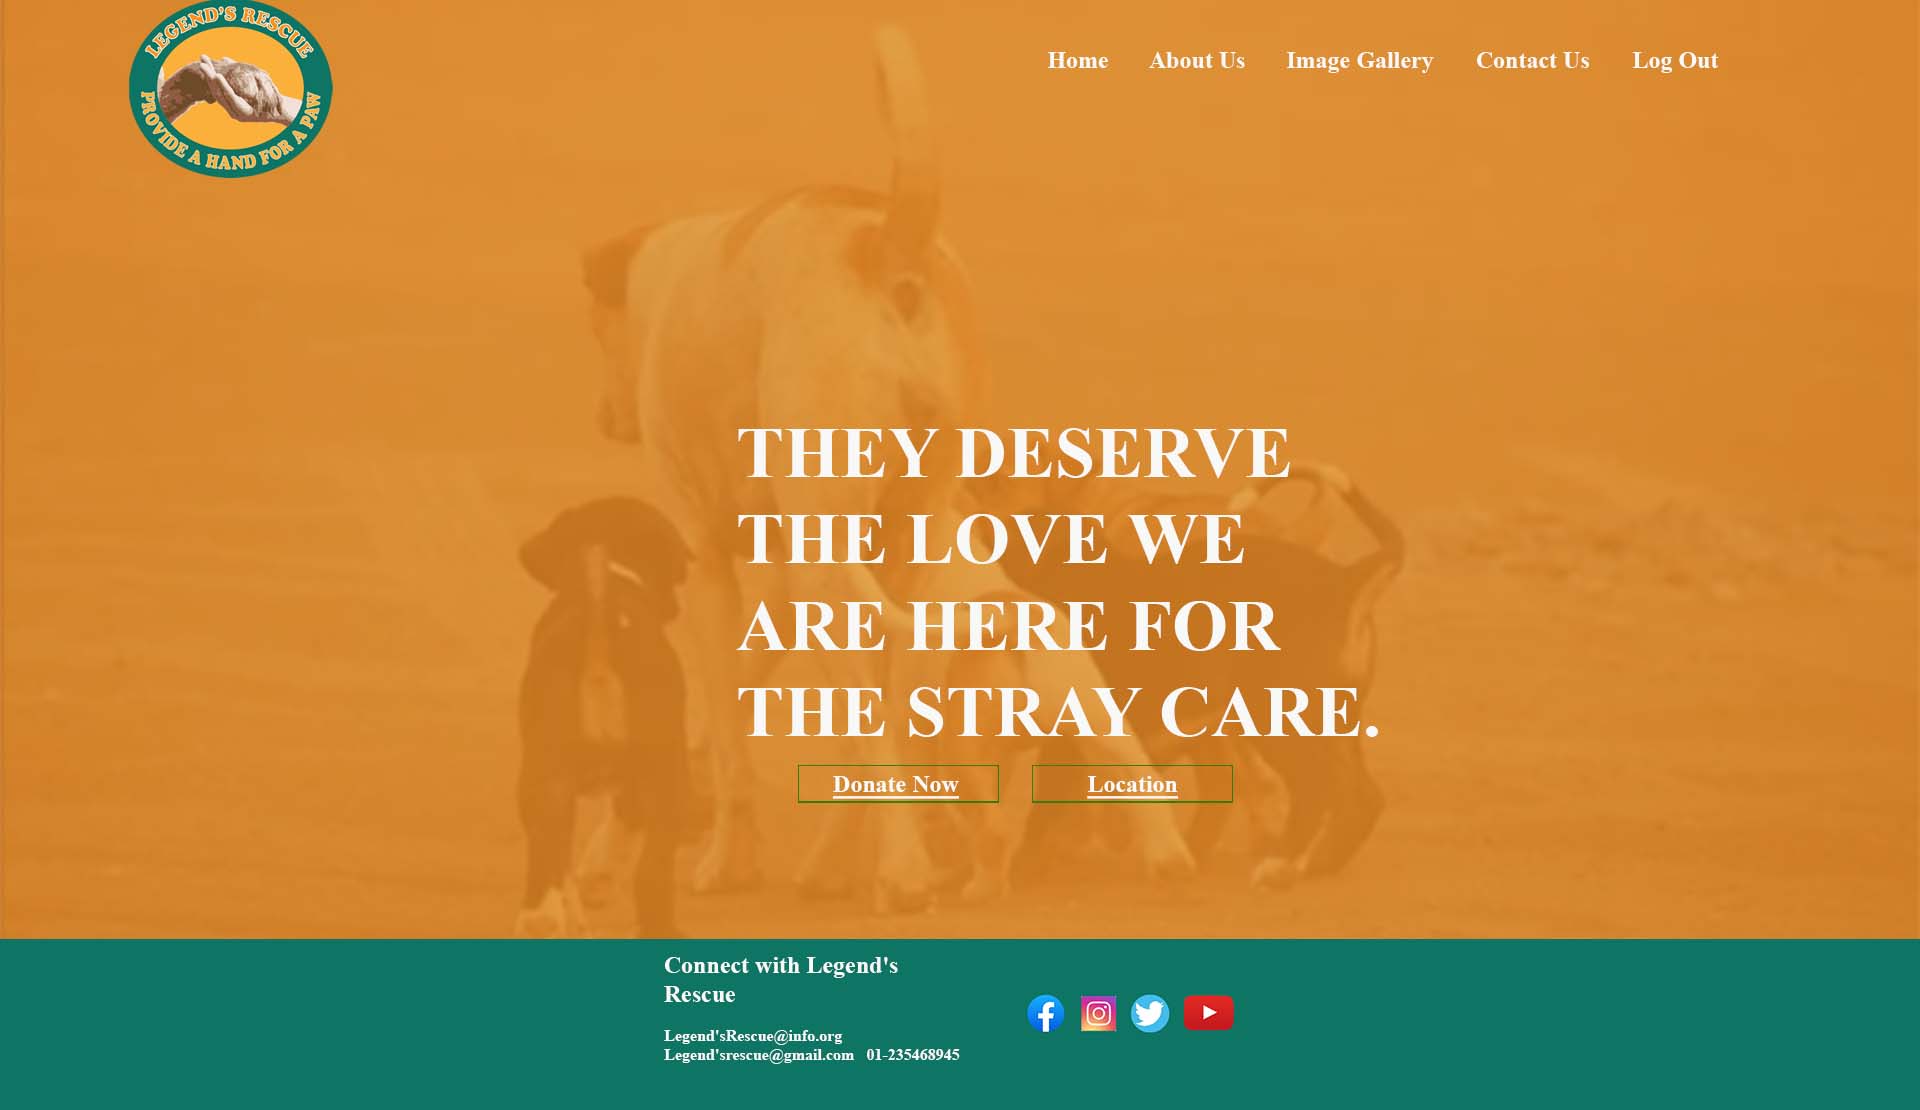 LEGEND'S RESCUE
PROVIDE A HAND FOR A PAW
Home About Us Image Gallery Contact Us Log Out
THEY DESERVE
THE LOVE WE
ARE HERE FOR
THE STRAY CARE.
Donate Now Location
Connect with Legend's
Rescue
Legend'sRescue@info.org
Legend'srescue@gmail.com 01-235468945